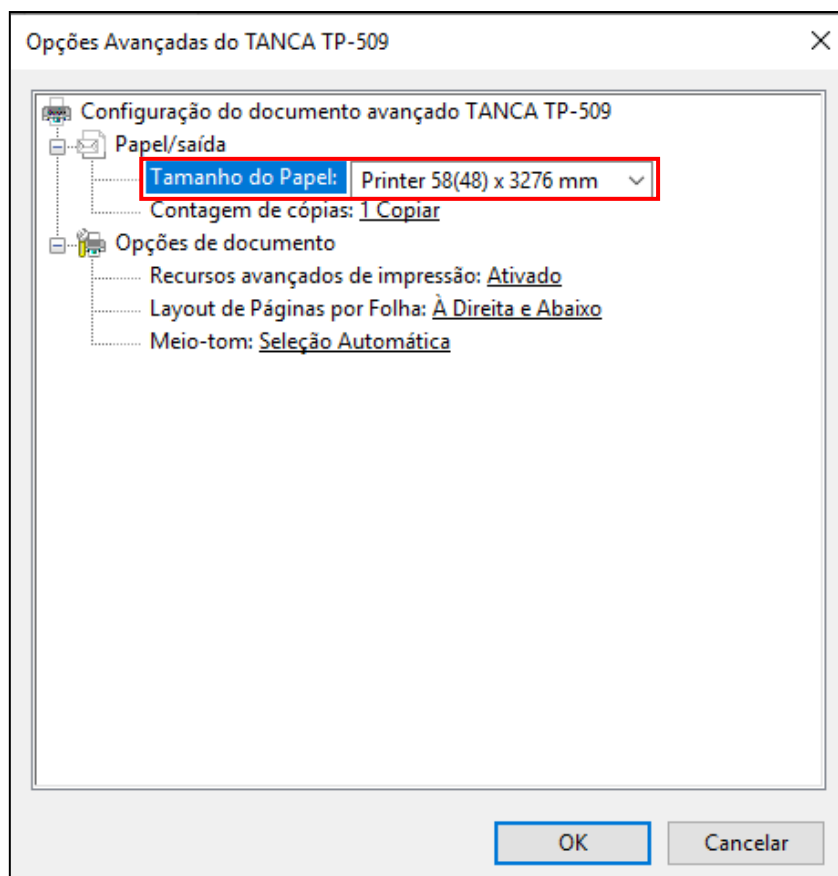 Opções Avançadas do TANCA TP-509
Configuração do documento avançado TANCA TP-509
Papel/saída
Tamanho do Papel: Printer 58(48) x 3276 mm
Contagem de cópias: 1 Copiar
Opções de documento
Recursos avançados de impressão: Ativado
Layout de Páginas por Folha: À Direita e Abaixo
Meio-tom: Seleção Automática
OK Cancelar